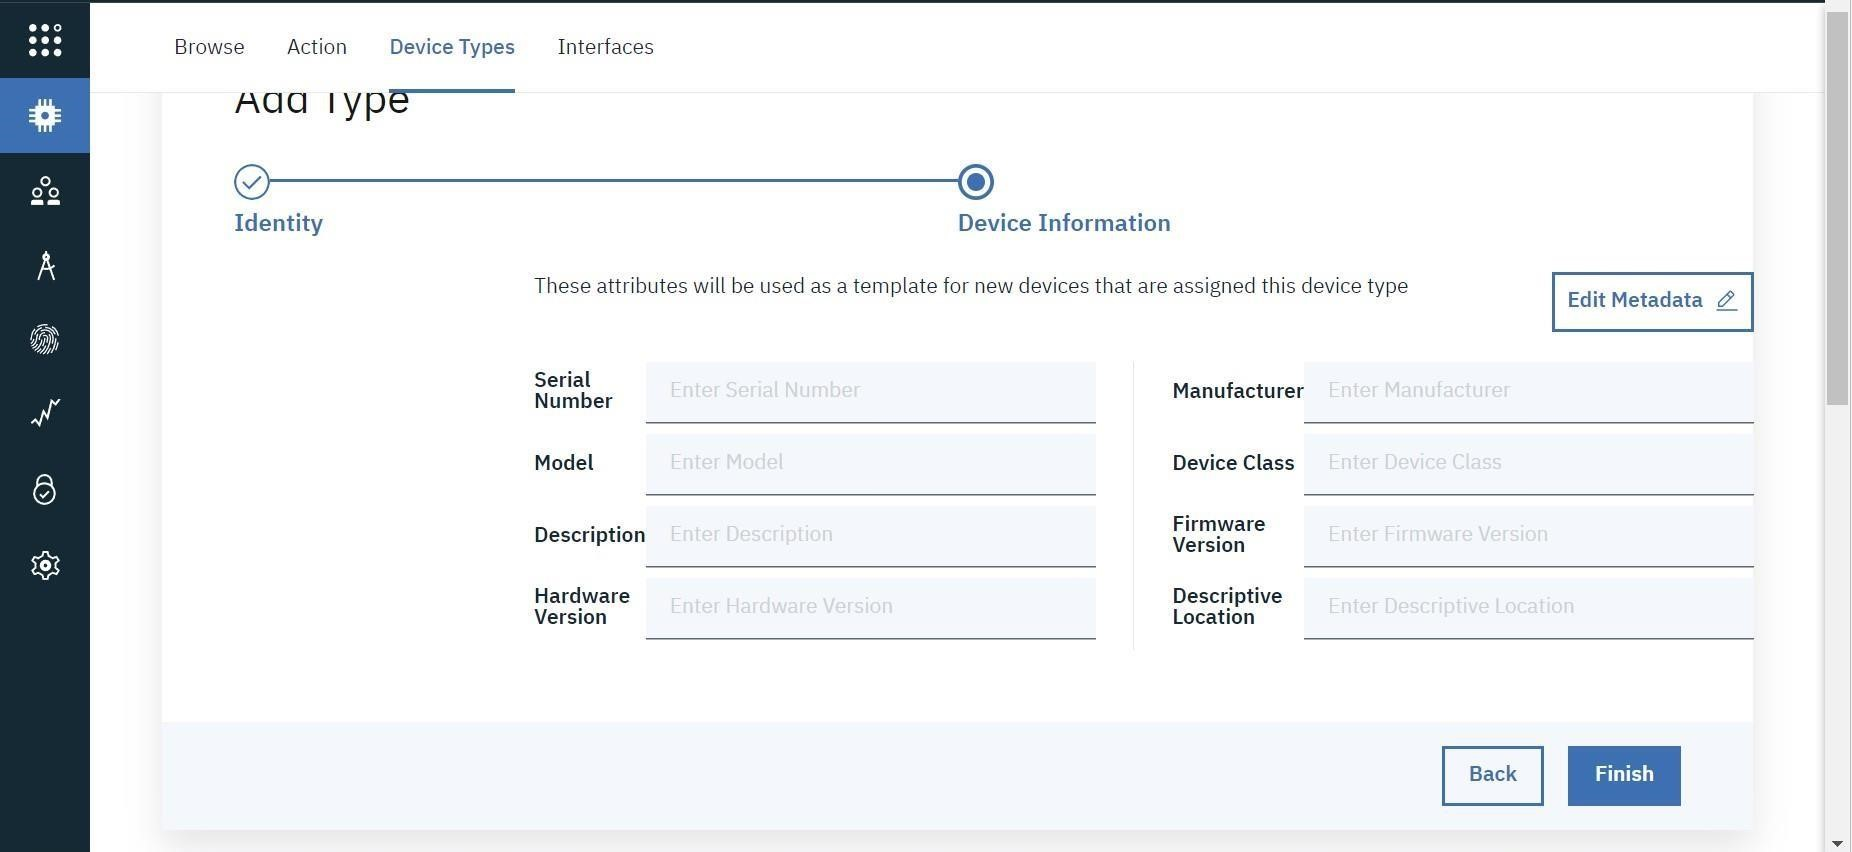 Browse Action Device Types Interfaces
Add Type
Identity Device Information
These attributes will be used as a template for new devices that are assigned this device type
Edit Metadata
Serial Number Enter Serial Number
Manufacturer Enter Manufacturer
Model Enter Model
Device Class Enter Device Class
Description Enter Description
Firmware Version Enter Firmware Version
Hardware Version Enter Hardware Version
Descriptive Location Enter Descriptive Location
Back Finish